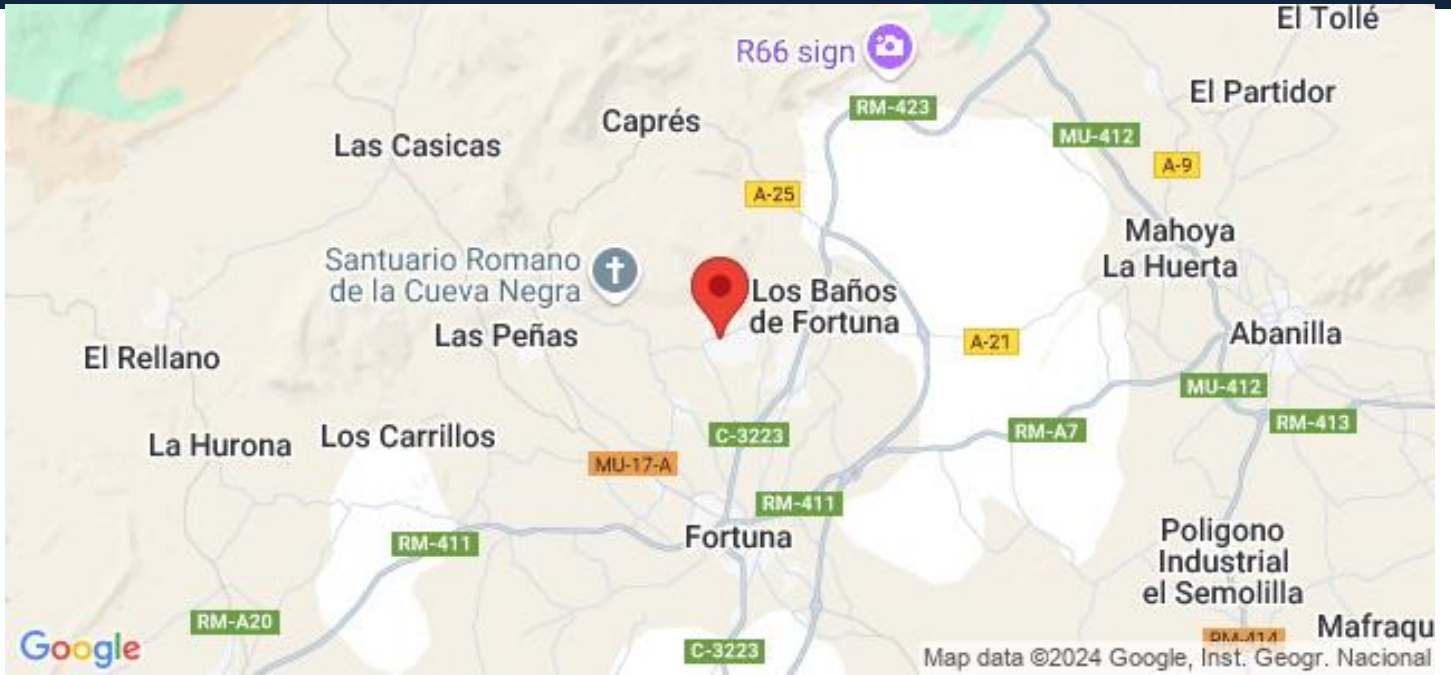 El Tollé
R66 sign
El Partidor
RM-423
Caprés
MU-412
Las Casicas
A-9
A-25
Mahoya
Santuario Romano
de la Cueva Negra
La Huerta
Los Baños
de Fortuna
Las Peñas
Abanilla
A-21
El Rellano
MU-412
RM-413
RM-A7
C-3223
Los Carrillos
La Hurona
MU-17-A
RM-411
Fortuna
RM-411
Poligono
Industrial
el Semolilla
RM-A20
Mafraqu
RM-414
Google
C-3223
Map data ©2024 Google, Inst. Geogr. Nacional